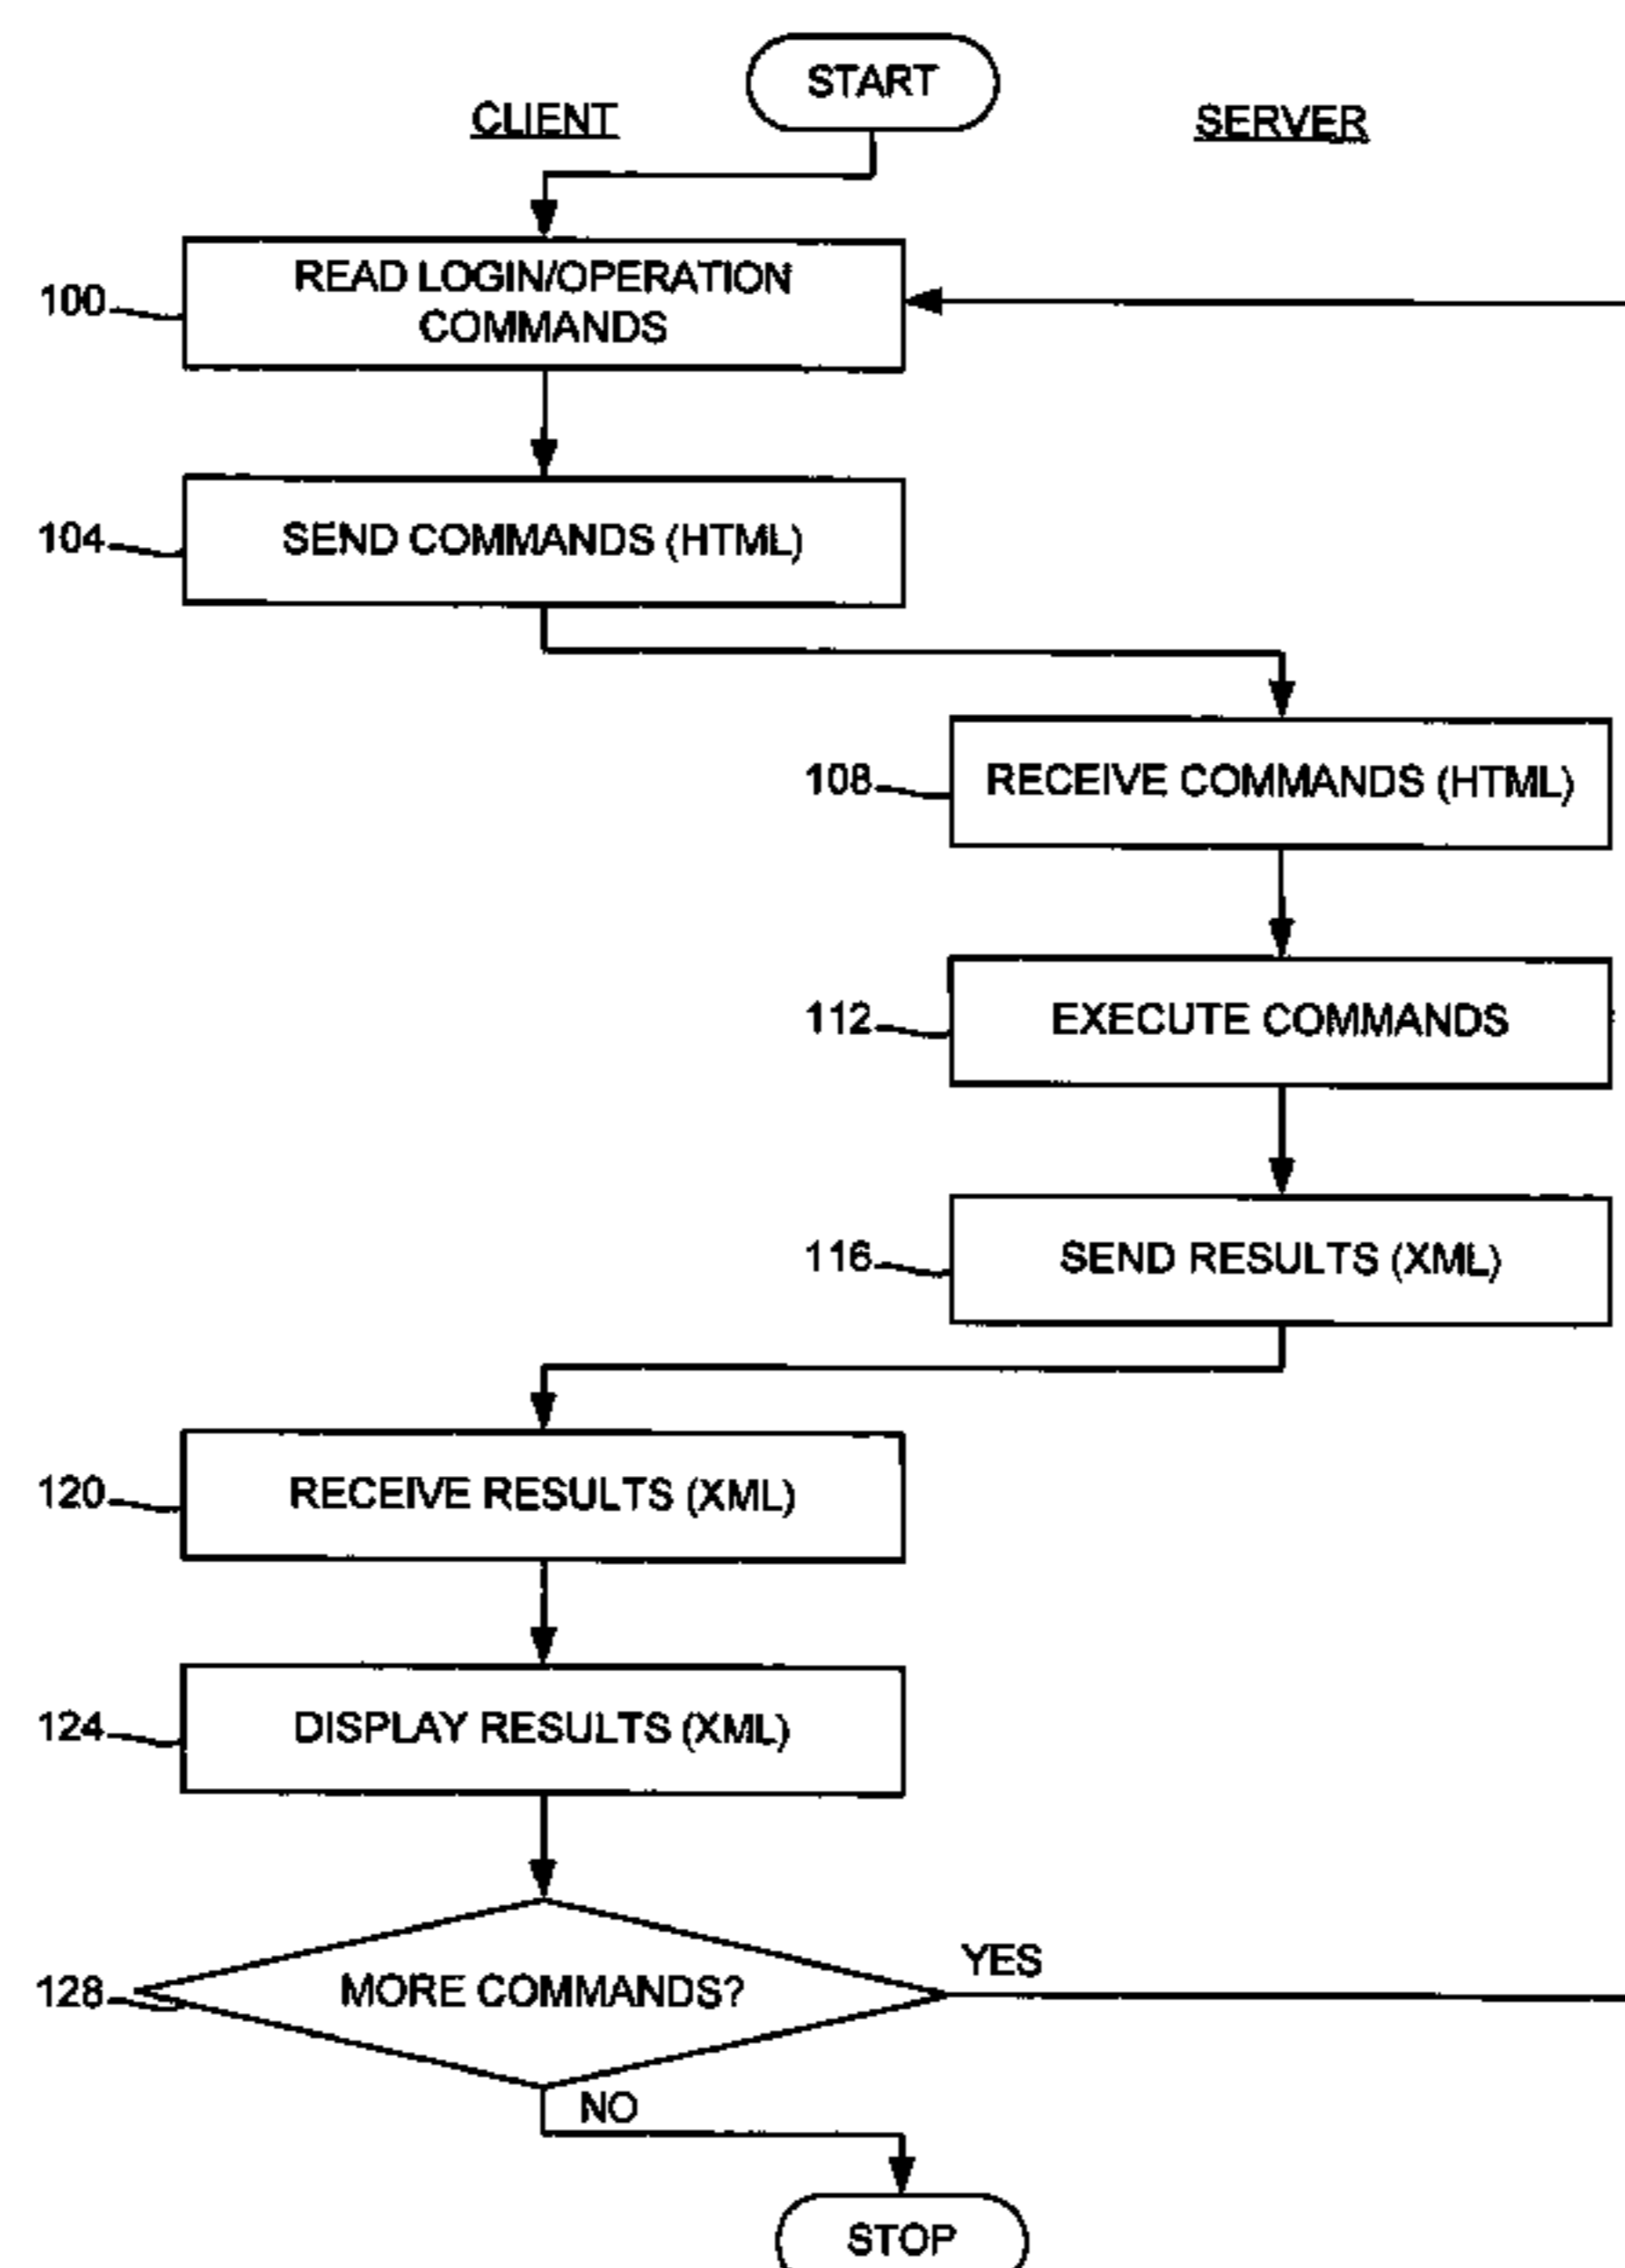 START
CLIENT
SERVER
READ LOGIN/OPERATION
COMMANDS
100
SEND COMMANDS (HTML)
104
RECEIVE COMMANDS (HTML)
108
EXECUTE COMMANDS
112
SEND RESULTS (XML)
116
RECEIVE RESULTS (XML)
120
DISPLAY RESULTS (XML)
124
MORE COMMANDS?
128
YES
NO
STOP